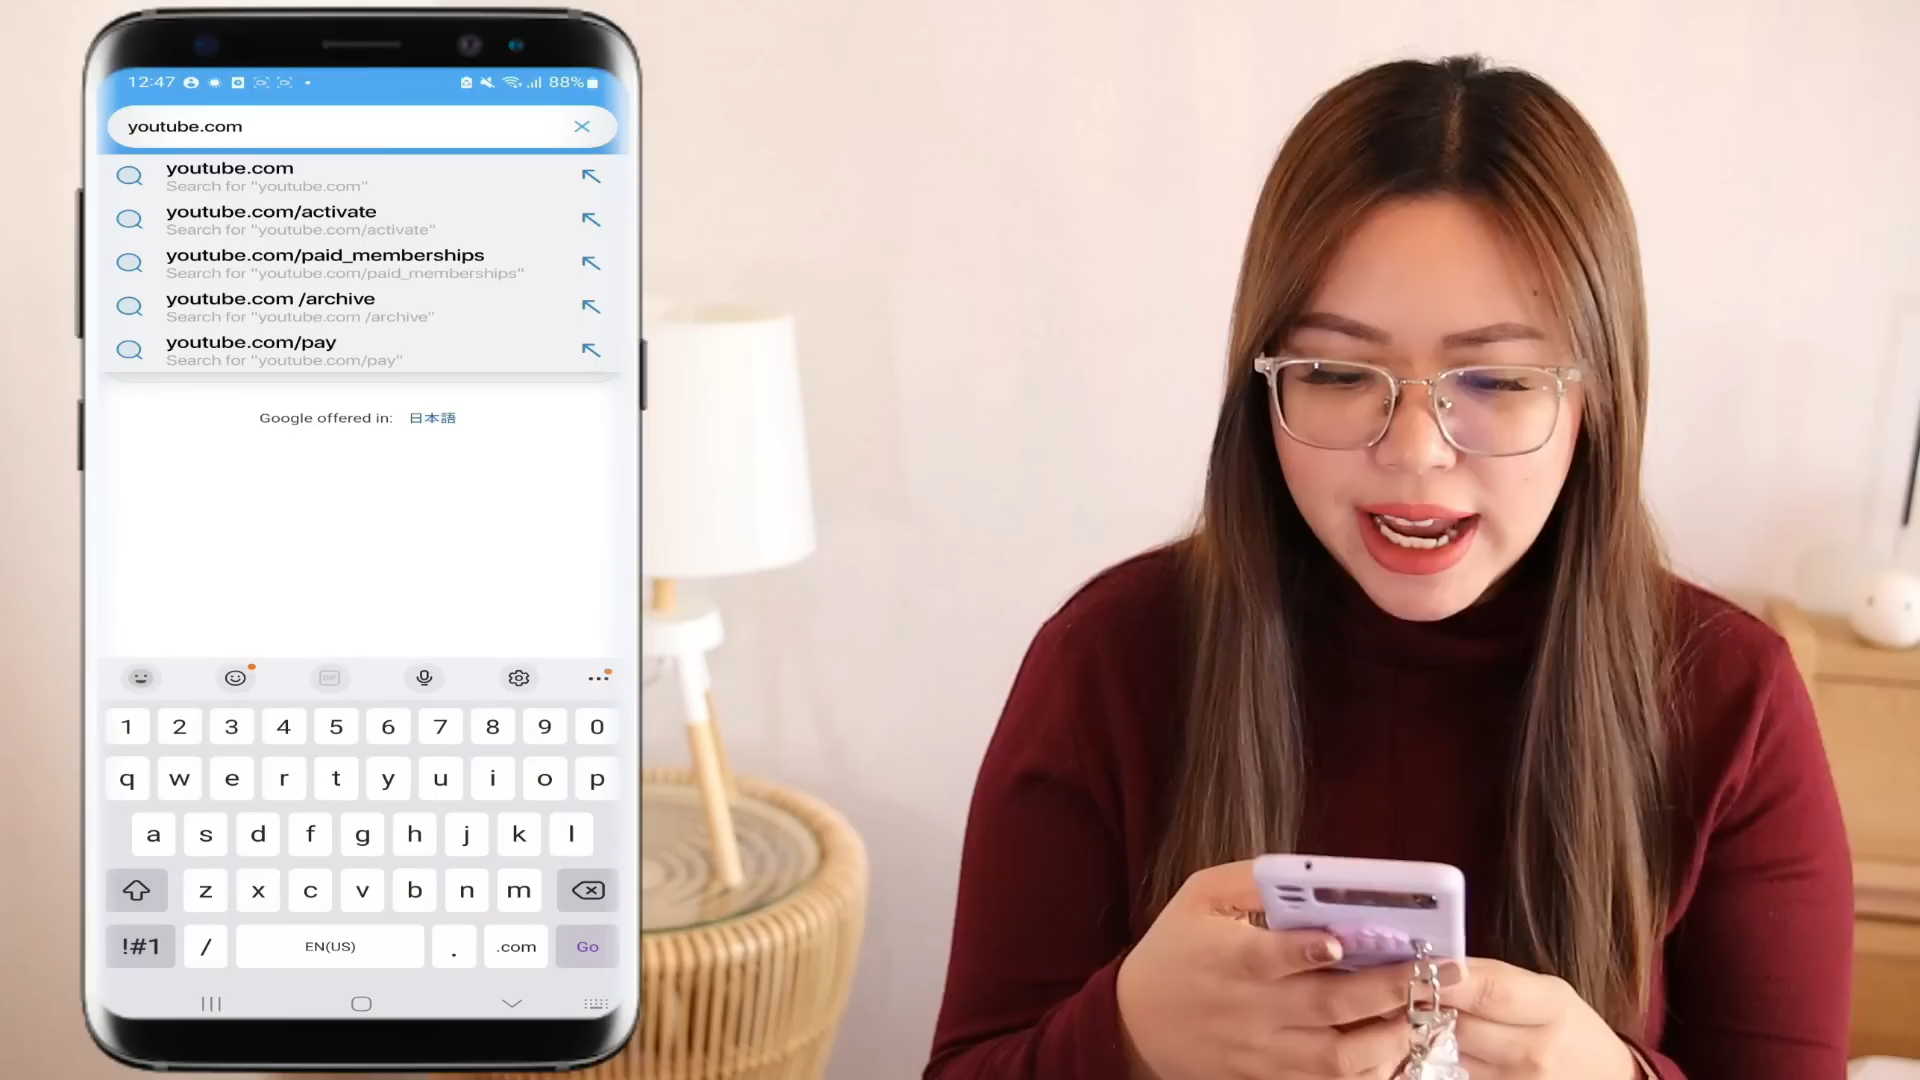 12:47
88%
youtube.com
youtube.com
Search for "youtube.com"
youtube.com/activate
Search for "youtube.com/activate"
youtube.com/paid_memberships
Search for "youtube.com/paid_memberships"
youtube.com /archive
Search for "youtube.com /archive"
youtube.com/pay
Search for "youtube.com/pay"
Google offered in: 日本語
GIF
1 2 3 4 5 6 7 8 9 0
q w e r t y u i o p
a s d f g h j k l
z x c v b n m
!#1 / EN(US) . .com Go